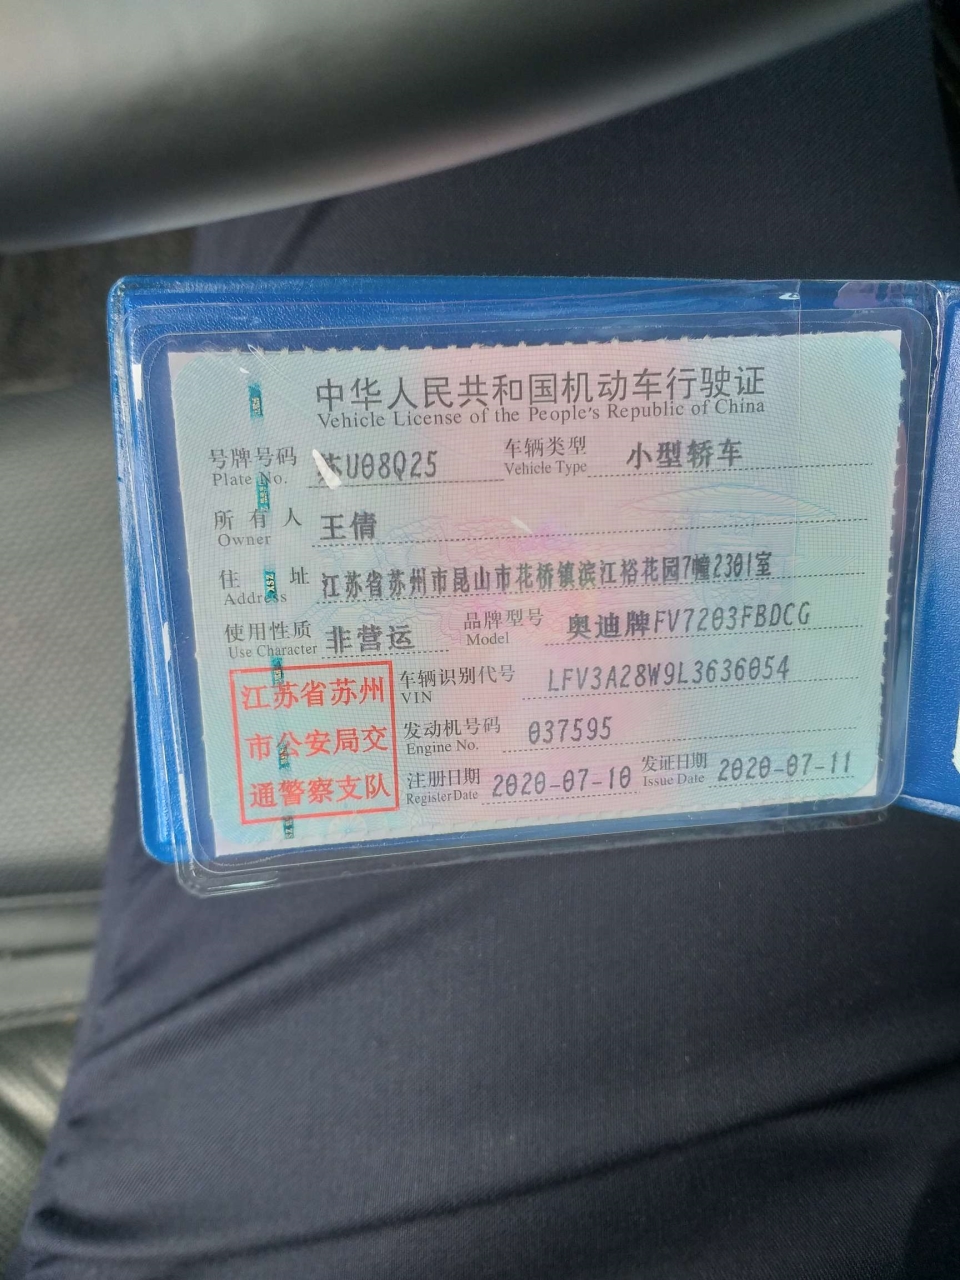 中华人民共和国机动车行驶证
Vehicle License of the People's Republic of China
号牌号码 U08Q25 车辆类型 小型轿车
Plate No. Vehicle Type
所有人 王倩
Owner
住址 江苏省苏州市昆山市花桥镇滨江裕花园7幢2301室
Address
使用性质 非营运 品牌型号 奥迪牌FV7203FBDCG
Use Character Model
江苏省苏州
市公安局交
通警察支队
车辆识别代号 LFV3A28W9L3636054
VIN
发动机号码 037595
Engine No.
注册日期 2020-07-10 发证日期 2020-07-11
Register Date Issue Date